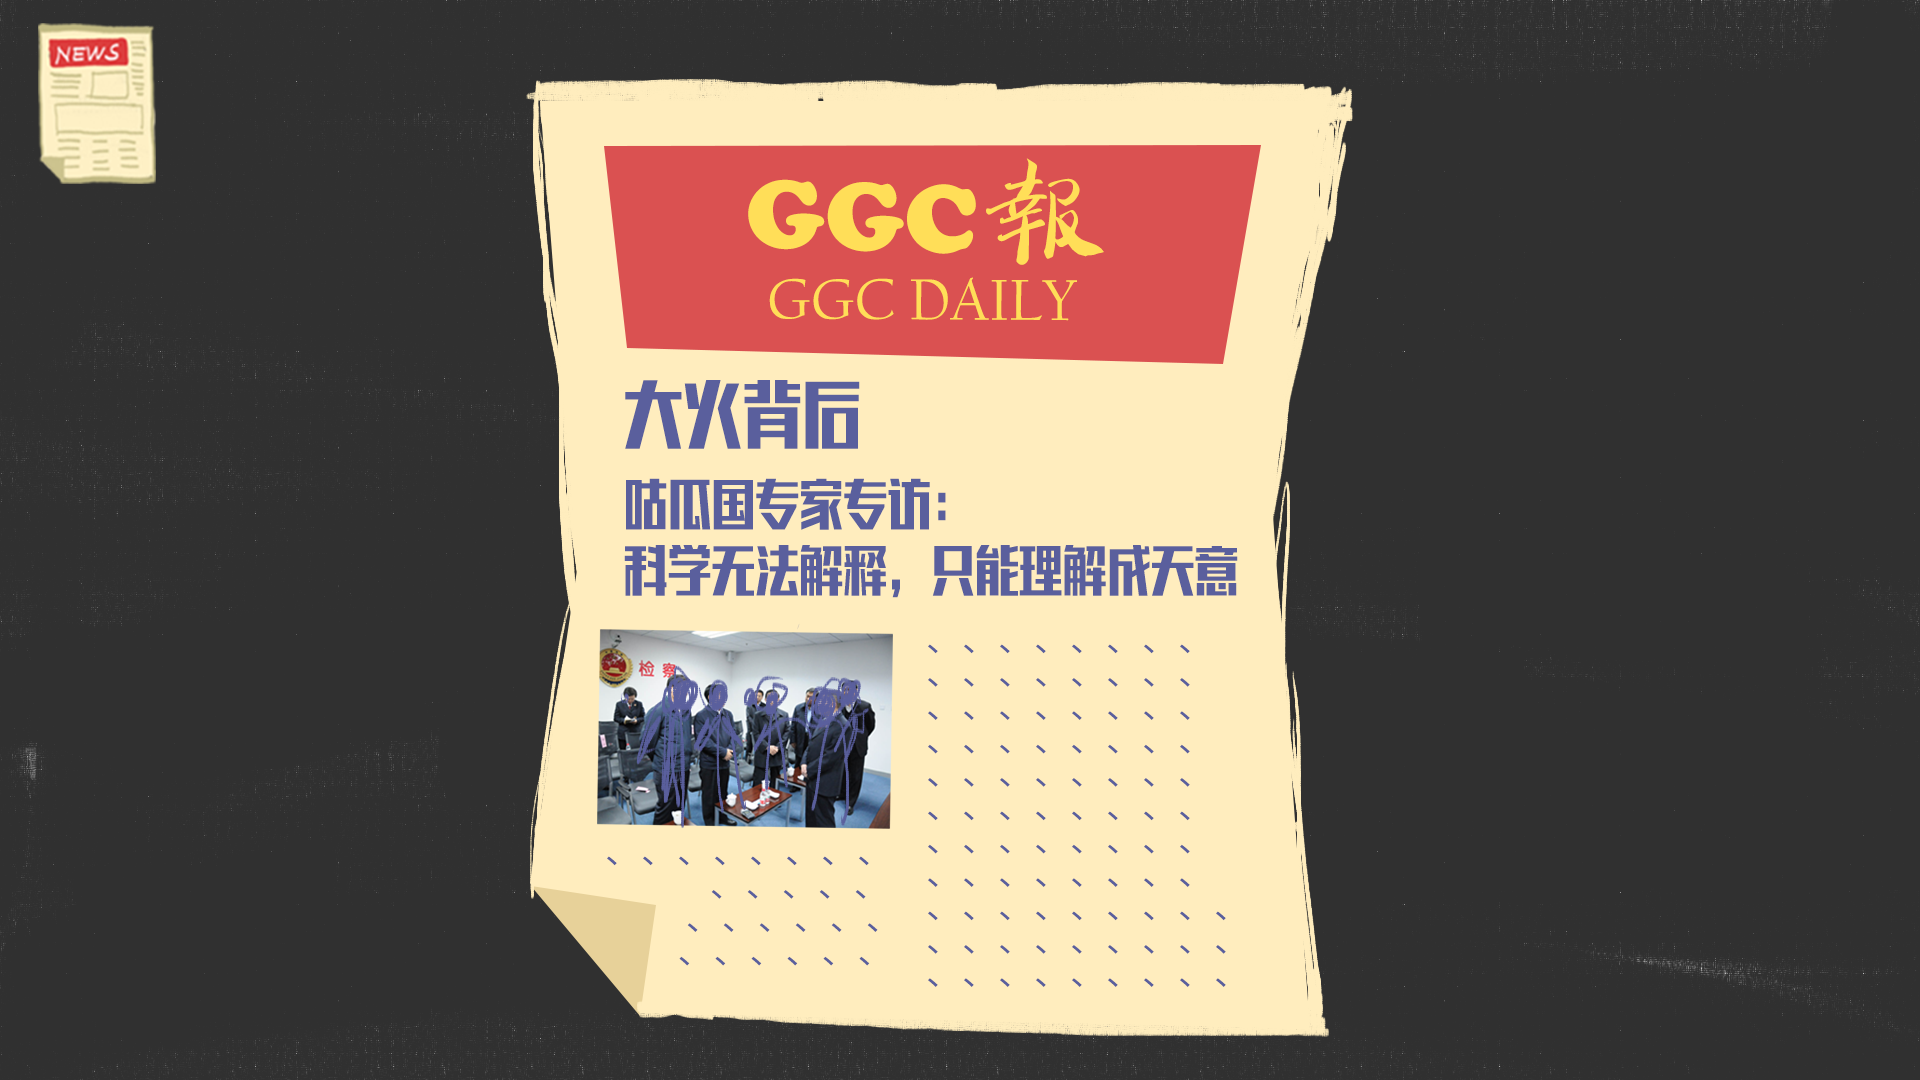 NEWS
GGC報
GGC DAILY
大火背后
咕瓜国专家专访：
科学无法解释，只能理解成天意
检察